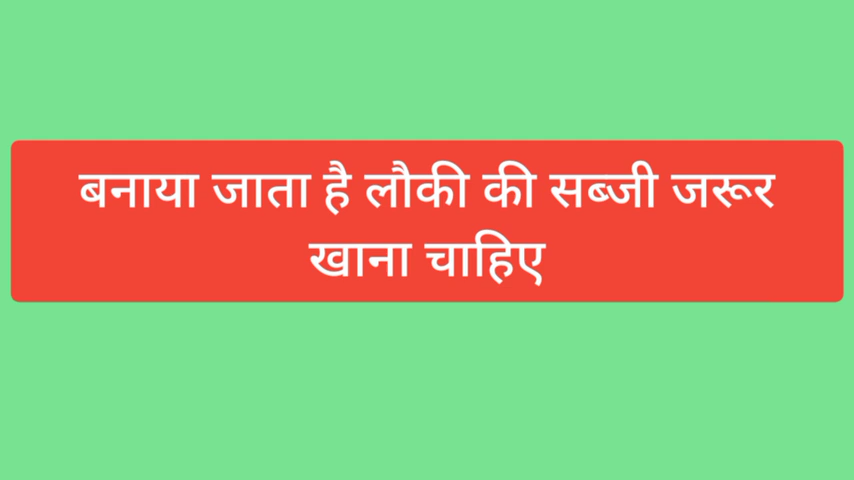 बनाया जाता है लौकी की सब्जी जरूर
खाना चाहिए